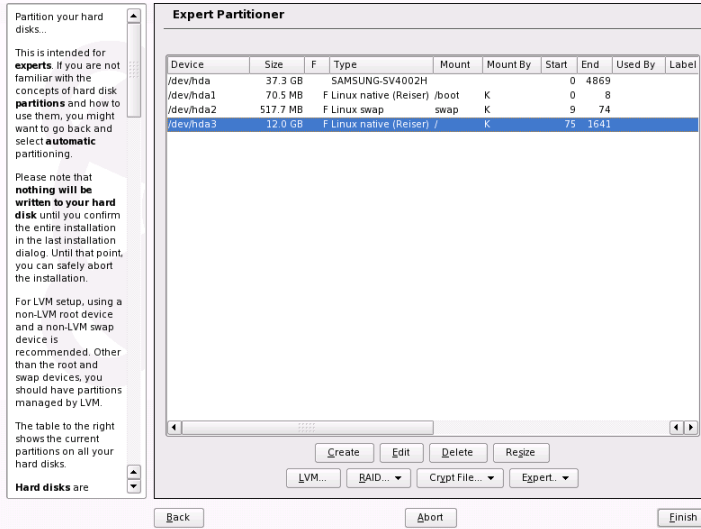 Partition your hard
disks...
This is intended for
experts. If you are not
familiar with the
concepts of hard disk
partitions and how to
use them, you might
want to go back and
select automatic
partitioning.
Please note that
nothing will be
written to your hard
disk until you confirm
the entire installation
in the last installation
dialog. Until that point,
you can safely abort
the installation.
For LVM setup, using a
non-LVM root device
and a non-LVM swap
device is
recommended. Other
than the root and
swap devices, you
should have partitions
managed by LVM.
The table to the right
shows the current
partitions on all your
hard disks.
Hard disks are
Expert Partitioner
Device Size F Type Mount Mount By Start End Used By Label
/dev/hda 37.3 GB SAMSUNG-SV4002H 0 4869
/dev/hda1 70.5 MB F Linux native (Reiser) /boot K 0 8
/dev/hda2 517.7 MB F Linux swap swap K 9 74
/dev/hda3 12.0 GB F Linux native (Reiser) / K 75 1641
Create Edit Delete Resize
LVM... RAID... Crypt File... Expert..
Back Abort Finish